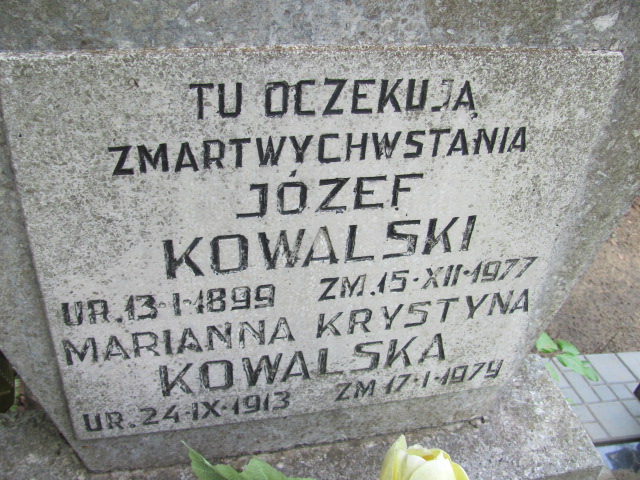 TU OCZEKUJĄ
ZMARTWYCHWSTANIA
JÓZEF
KOWALSKI
UR.13·I·1899 ZM.15·XII·1977
MARIANNA KRYSTYNA
KOWALSKA
UR.24·IX·1913 ZM 17·I·1979